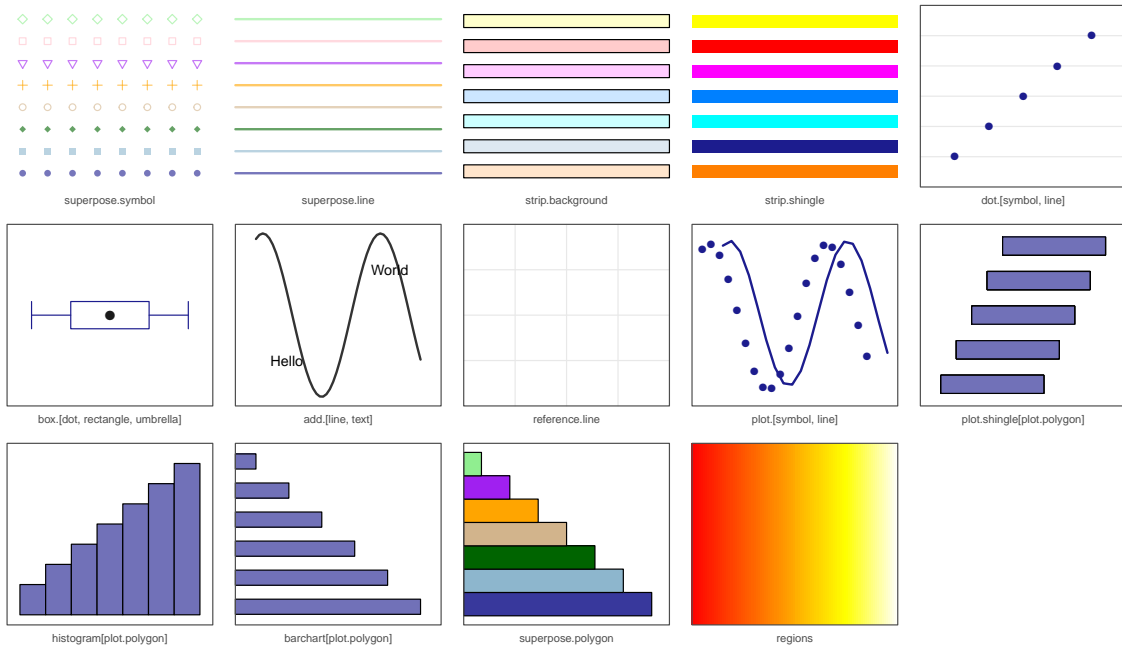 superpose.symbol
superpose.line
strip.background
strip.shingle
dot.[symbol, line]
World
Hello
box.[dot, rectangle, umbrella]
add.[line, text]
reference.line
plot.[symbol, line]
plot.shingle[plot.polygon]
histogram[plot.polygon]
barchart[plot.polygon]
superpose.polygon
regions